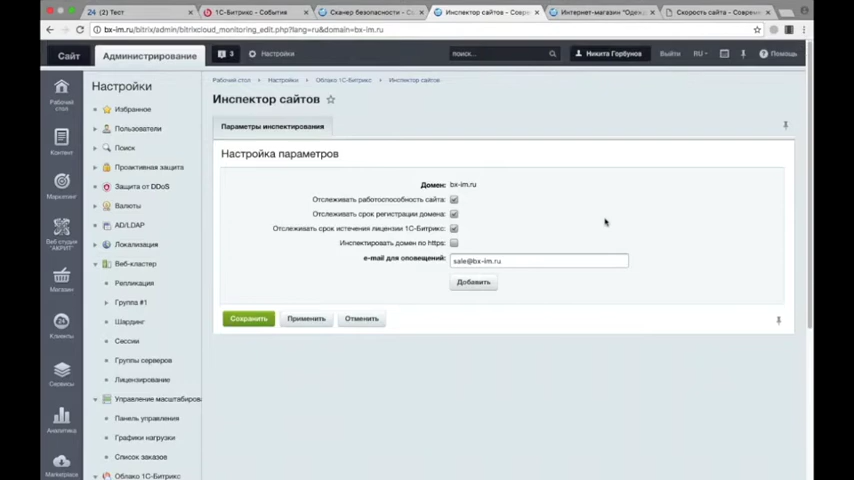 24 (2) Тест
1С-Битрикс - События
Сканер безопасности - С
Инспектор сайтов - Совре
Интернет-магазин "Одеж
Скорость сайта - Соврем
bx-im.ru/bitrix/admin/bitrixcloud_monitoring_edit.php?lang=ru&domain=bx-im.ru
Сайт
Администрирование
3
Настройки
поиск...
Никита Горбунов
Выйти
RU
Помощь
Рабочий стол
Контент
Маркетинг
Веб студия "АКРИТ"
Магазин
Клиенты
Сервисы
Аналитика
Marketplace
Настройки
Избранное
Пользователи
Поиск
Проактивная защита
Защита от DDoS
Валюты
AD/LDAP
Локализация
Веб-кластер
Репликация
Группа #1
Шардинг
Сессии
Группы серверов
Лицензирование
Управление масштабиров
Панель управления
Графики нагрузки
Список заказов
Облако 1С-Битрикс
Рабочий стол
Настройки
Облако 1С-Битрикс
Инспектор сайтов
Инспектор сайтов
Параметры инспектирования
Настройка параметров
Домен: bx-im.ru
Отслеживать работоспособность сайта:
Отслеживать срок регистрации домена:
Отслеживать срок истечения лицензии 1С-Битрикс:
Инспектировать домен по https:
e-mail для оповещений: sale@bx-im.ru
Добавить
Сохранить
Применить
Отменить